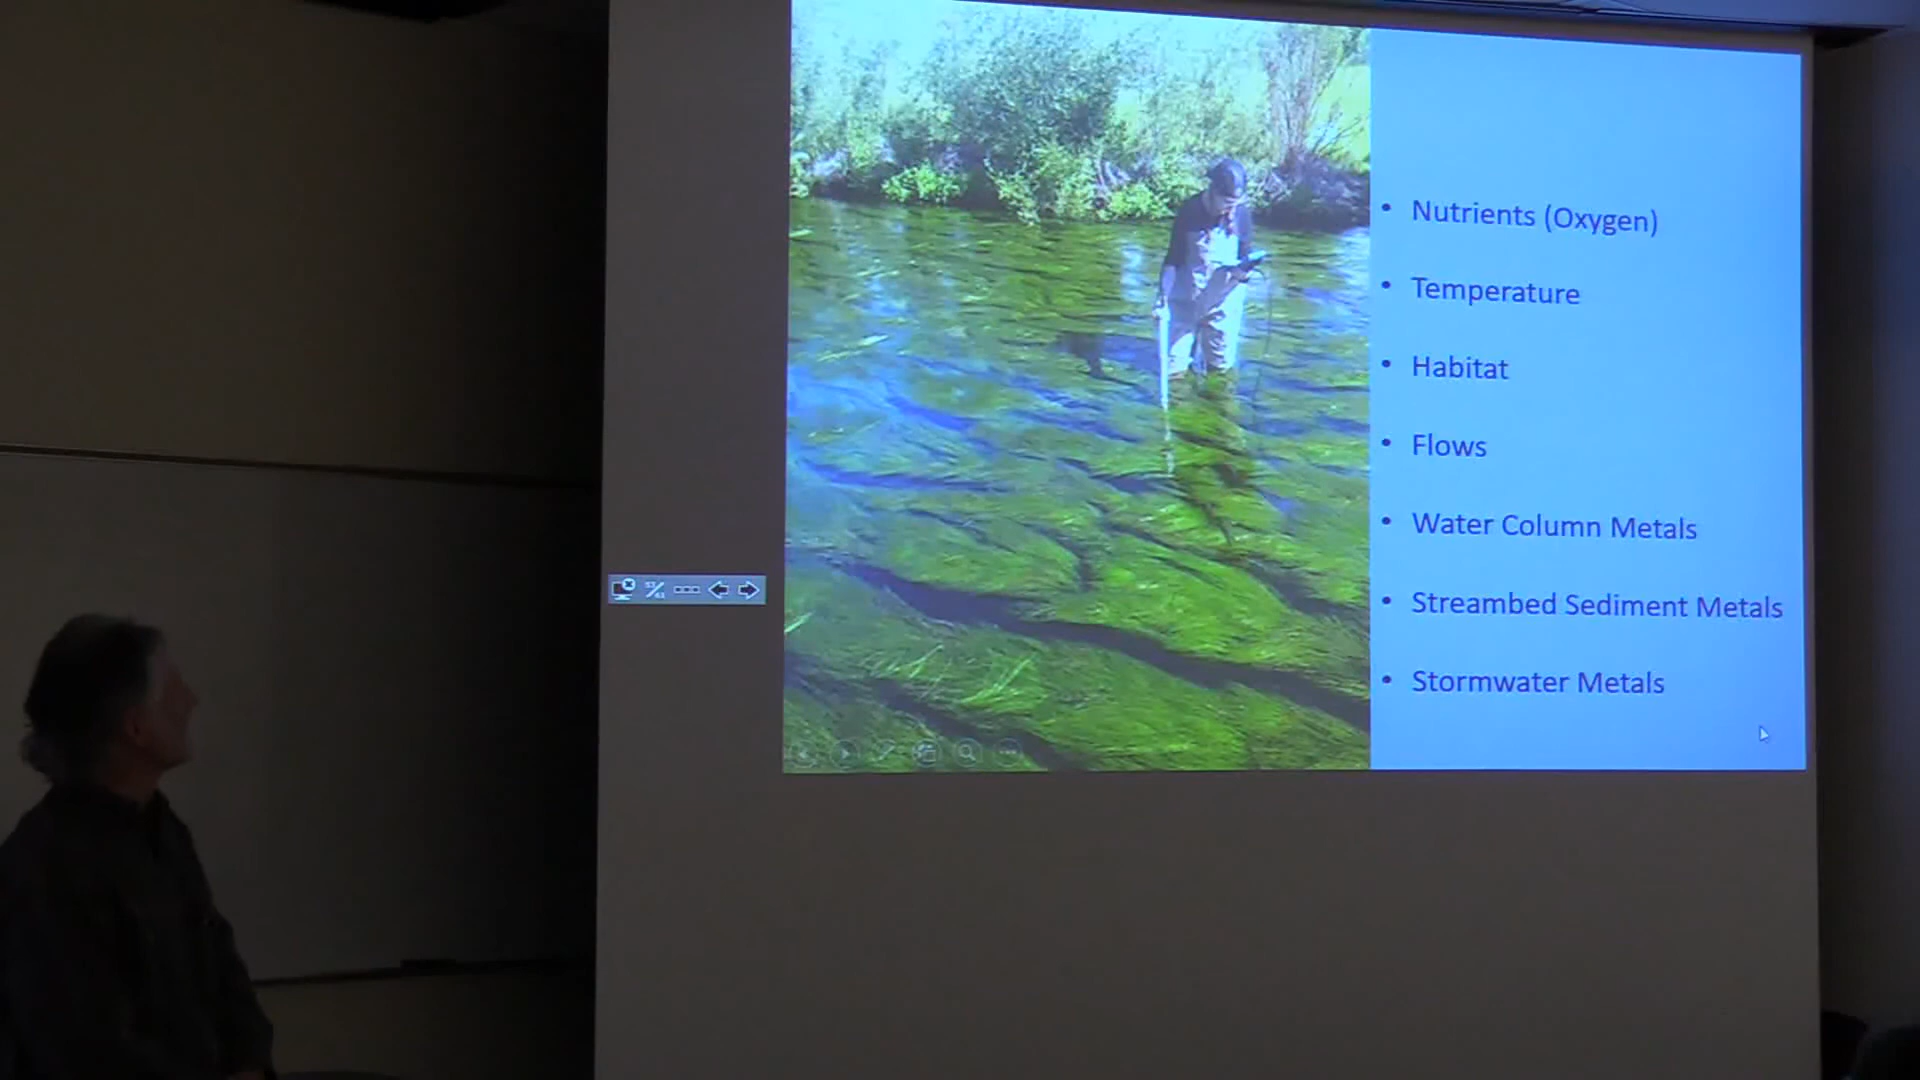 • Nutrients (Oxygen)
• Temperature
• Habitat
• Flows
• Water Column Metals
• Streambed Sediment Metals
• Stormwater Metals